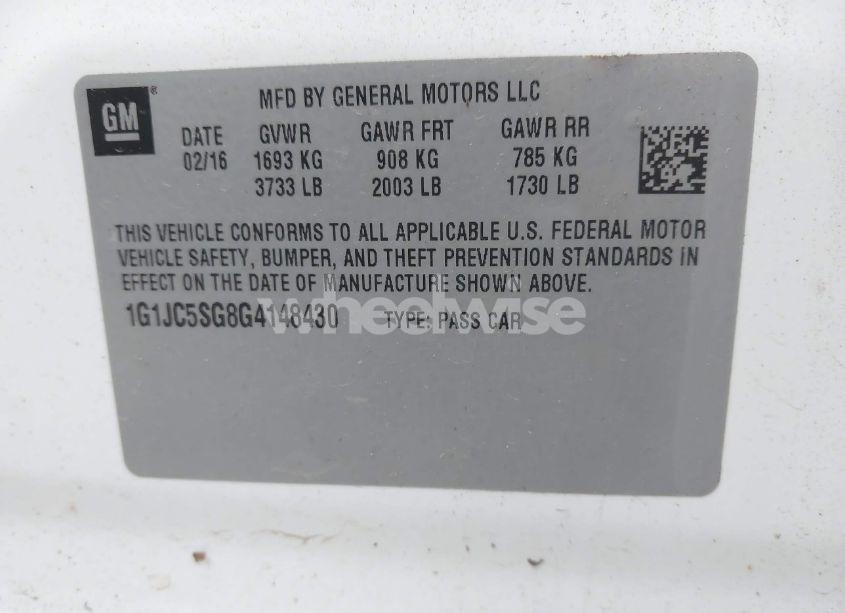 GM
MFD BY GENERAL MOTORS LLC
DATE GVWR GAWR FRT GAWR RR
02/16 1693 KG 908 KG 785 KG
3733 LB 2003 LB 1730 LB
THIS VEHICLE CONFORMS TO ALL APPLICABLE U.S. FEDERAL MOTOR
VEHICLE SAFETY, BUMPER, AND THEFT PREVENTION STANDARDS IN
EFFECT ON THE DATE OF MANUFACTURE SHOWN ABOVE.
1G1JC5SG8G4148430 TYPE: PASS CAR
wheelwise